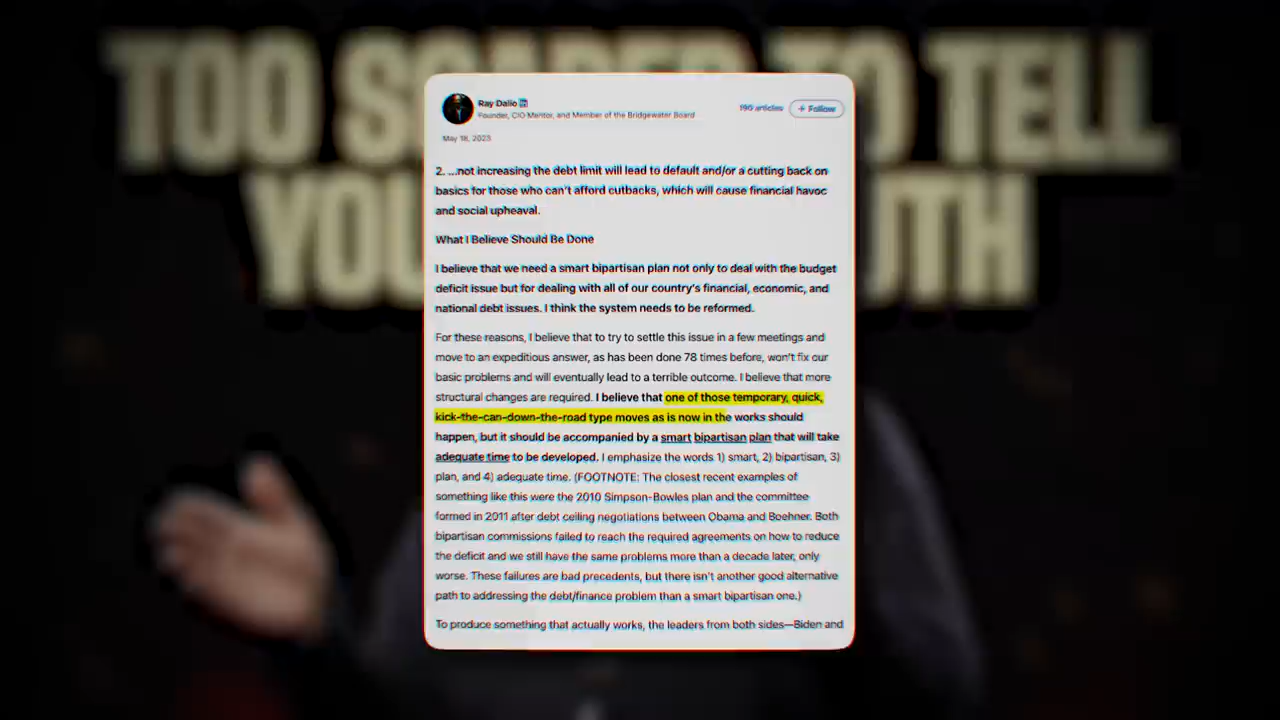 TOO SCARED TO TELL
YOU
TH
Ray Dalio
Founder, CIO Mentor, and Member of the Bridgewater Board
190 articles
+ Follow
May 18, 2023
2. ...not increasing the debt limit will lead to default and/or a cutting back on
basics for those who can't afford cutbacks, which will cause financial havoc
and social upheaval.
What I Believe Should Be Done
I believe that we need a smart bipartisan plan not only to deal with the budget
deficit issue but for dealing with all of our country's financial, economic, and
national debt issues. I think the system needs to be reformed.
For these reasons, I believe that to try to settle this issue in a few meetings and
move to an expeditious answer, as has been done 78 times before, won't fix our
basic problems and will eventually lead to a terrible outcome. I believe that more
structural changes are required. I believe that one of those temporary, quick,
kick-the-can-down-the-road type moves as is now in the works should
happen, but it should be accompanied by a smart bipartisan plan that will take
adequate time to be developed. I emphasize the words 1) smart, 2) bipartisan, 3)
plan, and 4) adequate time. (FOOTNOTE: The closest recent examples of
something like this were the 2010 Simpson-Bowles plan and the committee
formed in 2011 after debt ceiling negotiations between Obama and Boehner. Both
bipartisan commissions failed to reach the required agreements on how to reduce
the deficit and we still have the same problems more than a decade later, only
worse. These failures are bad precedents, but there isn't another good alternative
path to addressing the debt/finance problem than a smart bipartisan one.)
To produce something that actually works, the leaders from both sides—Biden and